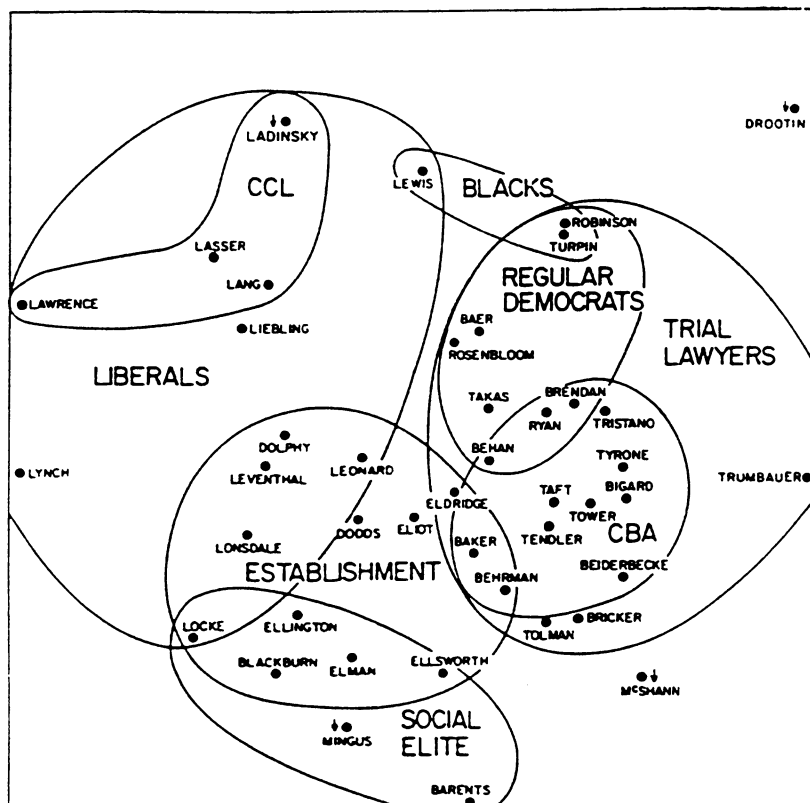 DROOTIN
LADINSKY
LEWIS
BLACKS
CCL
ROBINSON
TURPIN
LASSER
REGULAR
DEMOCRATS
LANG
LAWRENCE
LIEBLING
BAER
ROSENBLOOM
TRIAL
LAWYERS
LIBERALS
TAKAS
BRENDAN
RYAN
TRISTANO
DOLPHY
BEHAN
LEVENTHAL
LEONARD
TYRONE
LYNCH
TRUMBAUER
ELDRIDGE
TAFT
BIGARD
TOWER
DODDS
ELIOT
LONSDALE
TENDLER
CBA
BAKER
ESTABLISHMENT
BEIDERBECKE
BEHRMAN
LOCKE
ELLINGTON
TOLMAN
BRICKER
BLACKBURN
ELMAN
ELLSWORTH
McSHANN
SOCIAL
ELITE
MINGUS
BARENTS